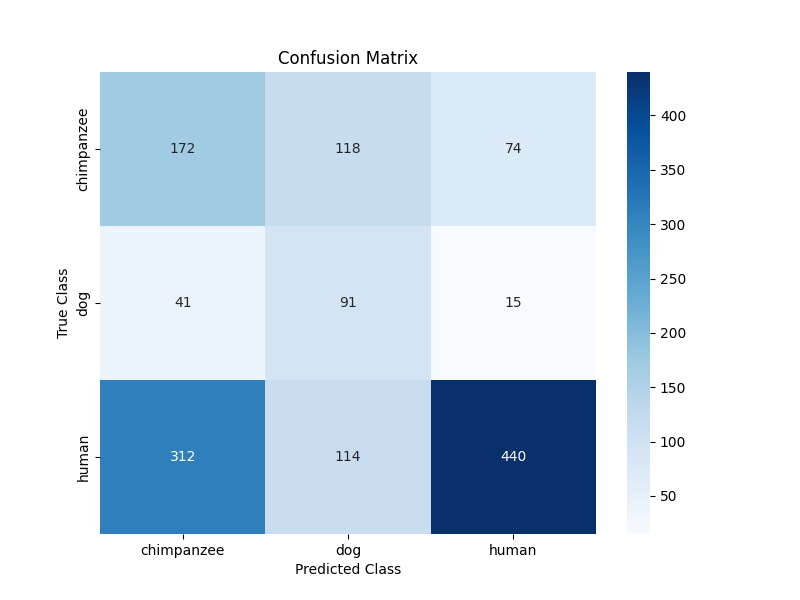 Confusion Matrix
chimpanzee
172 118 74
dog
41 91 15
human
312 114 440
True Class
chimpanzee dog human
Predicted Class
400
350
300
250
200
150
100
50